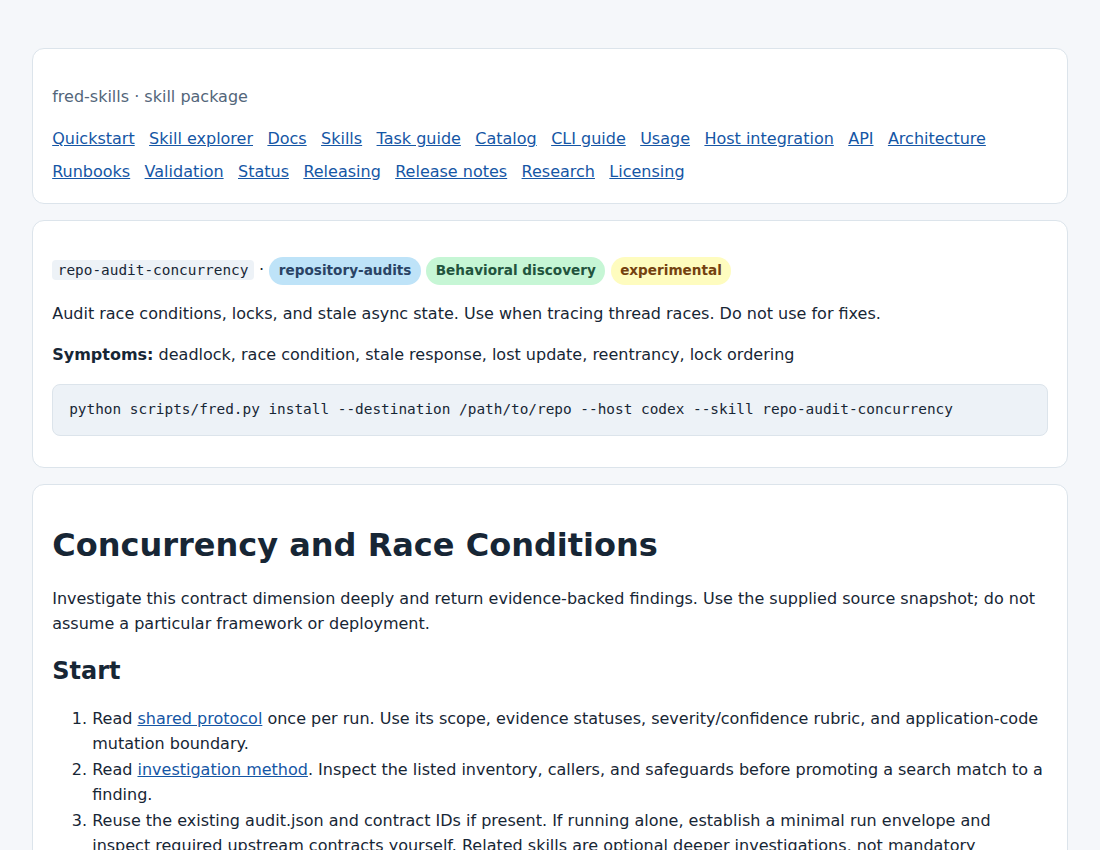 fred-skills · skill package
Quickstart Skill explorer Docs Skills Task guide Catalog CLI guide Usage Host integration API Architecture
Runbooks Validation Status Releasing Release notes Research Licensing
repo-audit-concurrency · repository-audits Behavioral discovery experimental
Audit race conditions, locks, and stale async state. Use when tracing thread races. Do not use for fixes.
Symptoms: deadlock, race condition, stale response, lost update, reentrancy, lock ordering
python scripts/fred.py install --destination /path/to/repo --host codex --skill repo-audit-concurrency
Concurrency and Race Conditions
Investigate this contract dimension deeply and return evidence-backed findings. Use the supplied source snapshot; do not
assume a particular framework or deployment.
Start
1. Read shared protocol once per run. Use its scope, evidence statuses, severity/confidence rubric, and application-code
mutation boundary.
2. Read investigation method. Inspect the listed inventory, callers, and safeguards before promoting a search match to a
finding.
3. Reuse the existing audit.json and contract IDs if present. If running alone, establish a minimal run envelope and
inspect required upstream contracts yourself. Related skills are optional deeper investigations, not mandatory